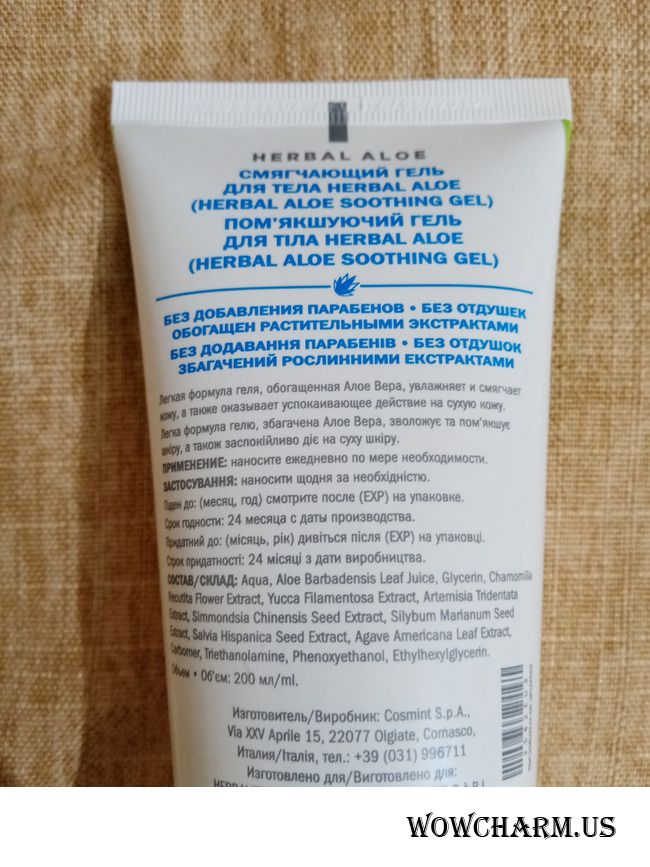 HERBAL ALOE
СМЯГЧАЮЩИЙ ГЕЛЬ
ДЛЯ ТЕЛА HERBAL ALOE
(HERBAL ALOE SOOTHING GEL)
ПОМ'ЯКШУЮЧИЙ ГЕЛЬ
ДЛЯ ТІЛА HERBAL ALOE
(HERBAL ALOE SOOTHING GEL)
БЕЗ ДОБАВЛЕНИЯ ПАРАБЕНОВ • БЕЗ ОТДУШЕК
ОБОГАЩЕН РАСТИТЕЛЬНЫМИ ЭКСТРАКТАМИ
БЕЗ ДОДАВАННЯ ПАРАБЕНІВ • БЕЗ ОТДУШОК
ЗБАГАЧЕНИЙ РОСЛИННИМИ ЕКСТРАКТАМИ
Легкая формула геля, обогащенная Алое Вера, увлажняет и смягчает
кожу, а также оказывает успокаивающее действие на сухую кожу.
Легка формула гелю, збагачена Алое Вера, зволожує та пом'якшує
шкіру, а також заспокійливо діє на суху шкіру.
ПРИМЕНЕНИЕ: наносите ежедневно по мере необходимости.
ЗАСТОСУВАННЯ: наносити щодня за необхідністю.
Годен до: (месяц, год) смотрите после (EXP) на упаковке.
Срок годности: 24 месяца с даты производства.
Придатний до: (місяць, рік) дивіться після (EXP) на упаковці.
Строк придатності: 24 місяці з дати виробництва.
СОСТАВ/СКЛАД: Aqua, Aloe Barbadensis Leaf Juice, Glycerin, Chamomilla
Recutita Flower Extract, Yucca Filamentosa Extract, Artemisia Tridentata
Extract, Simmondsia Chinensis Seed Extract, Silybum Marianum Seed
Extract, Salvia Hispanica Seed Extract, Agave Americana Leaf Extract,
Carbomer, Triethanolamine, Phenoxyethanol, Ethylhexylglycerin.
Объем • Об'єм: 200 мл/ml.
Изготовитель/Виробник: Cosmint S.p.A.,
Via XXV Aprile 15, 22077 Olgiate, Comasco,
Италия/Італія, тел.: +39 (031) 996711
Изготовлено для/Виготовлено для:
WOWCHARM.US